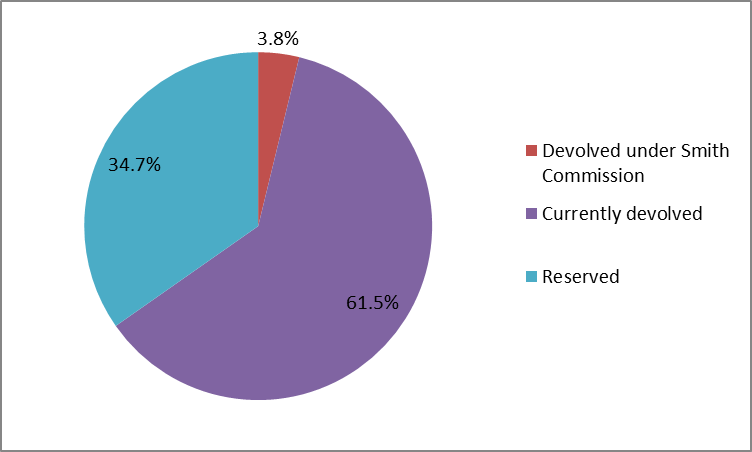 3.8%
34.7%
61.5%
Devolved under Smith
Commission
Currently devolved
Reserved